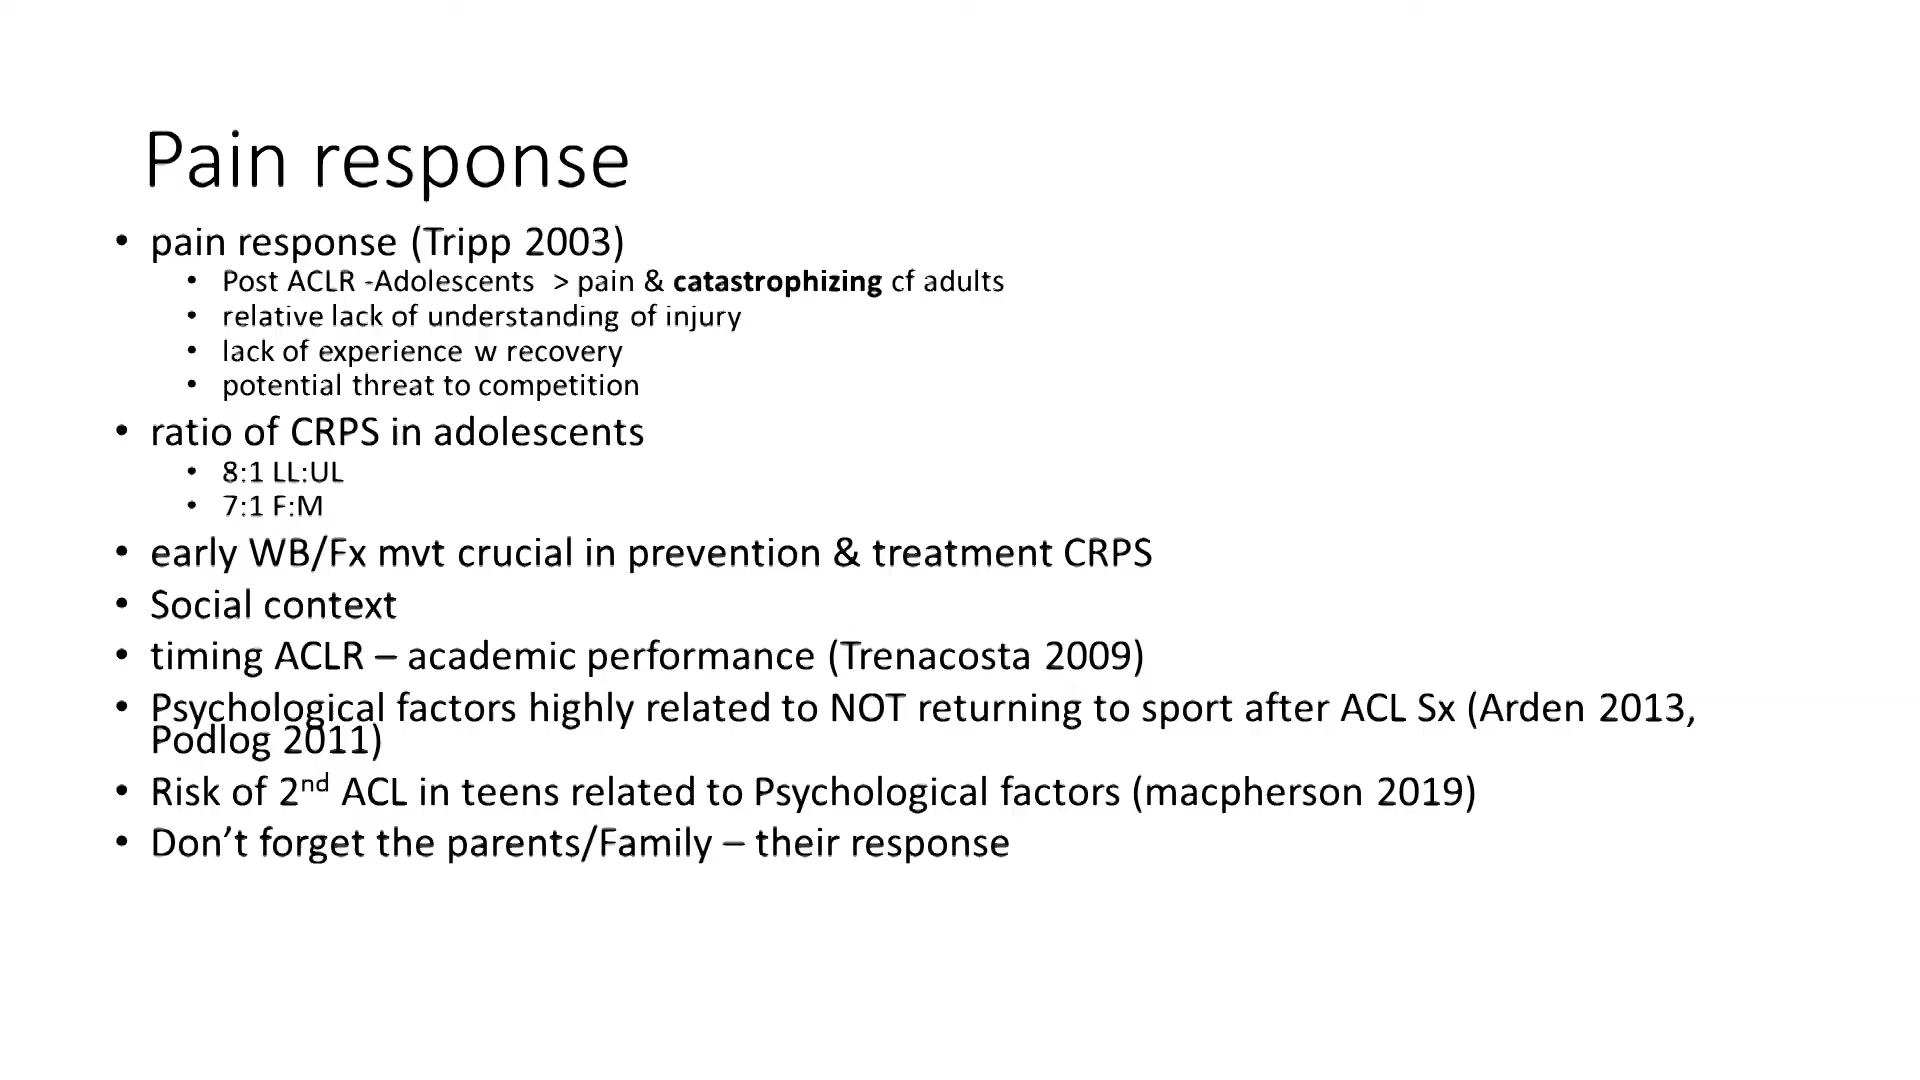 Pain response
• pain response (Tripp 2003)
• Post ACLR -Adolescents > pain & catastrophizing cf adults
• relative lack of understanding of injury
• lack of experience w recovery
• potential threat to competition
• ratio of CRPS in adolescents
• 8:1 LL:UL
• 7:1 F:M
• early WB/Fx mvt crucial in prevention & treatment CRPS
• Social context
• timing ACLR – academic performance (Trenacosta 2009)
• Psychological factors highly related to NOT returning to sport after ACL Sx (Arden 2013,
Podlog 2011)
• Risk of 2nd ACL in teens related to Psychological factors (macpherson 2019)
• Don’t forget the parents/Family – their response